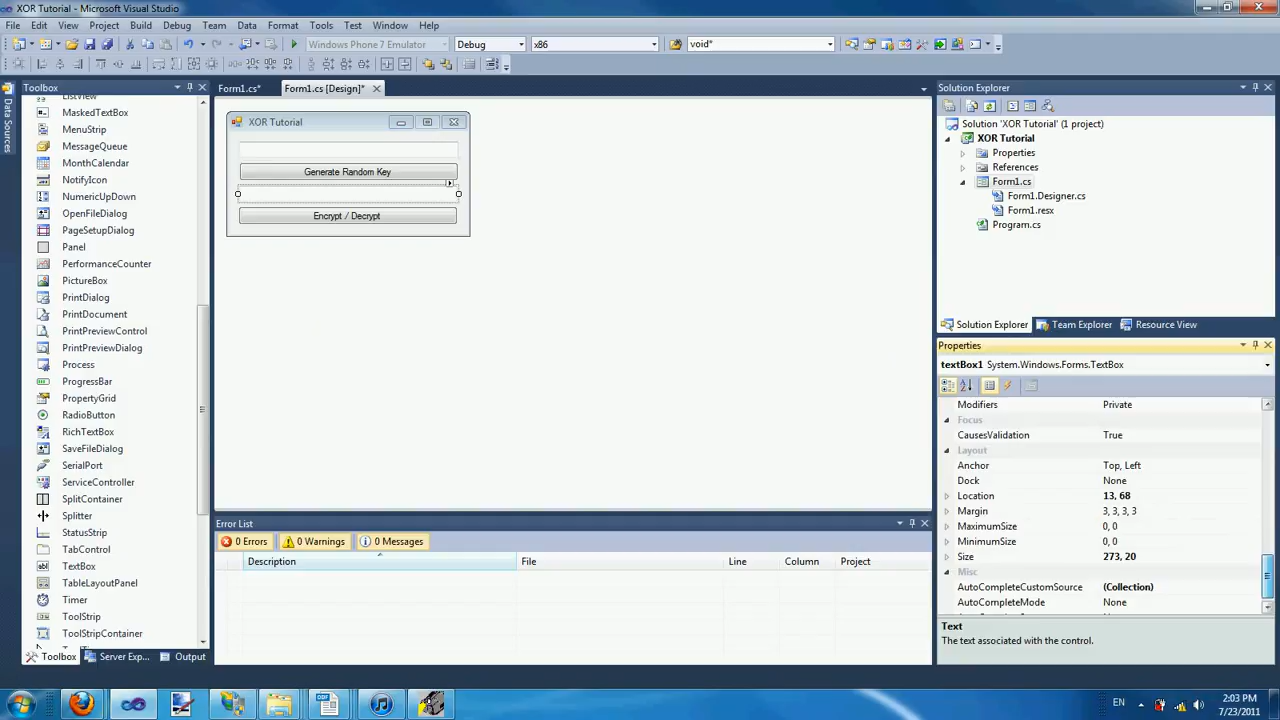 XOR Tutorial - Microsoft Visual Studio
File Edit View Project Build Debug Team Data Format Tools Test Window Help
Windows Phone 7 Emulator Debug x86 void*
Toolbox
Form1.cs* Form1.cs [Design]*
Solution Explorer
Data Sources
ListView
MaskedTextBox
MenuStrip
MessageQueue
MonthCalendar
NotifyIcon
NumericUpDown
OpenFileDialog
PageSetupDialog
Panel
PerformanceCounter
PictureBox
PrintDialog
PrintDocument
PrintPreviewControl
PrintPreviewDialog
Process
ProgressBar
PropertyGrid
RadioButton
RichTextBox
SaveFileDialog
SerialPort
ServiceController
SplitContainer
Splitter
StatusStrip
TabControl
TextBox
TableLayoutPanel
Timer
ToolStrip
ToolStripContainer
Toolbox Server Exp... Output
XOR Tutorial
Generate Random Key
Encrypt / Decrypt
Error List
0 Errors 0 Warnings 0 Messages
Description File Line Column Project
Solution 'XOR Tutorial' (1 project)
XOR Tutorial
Properties
References
Form1.cs
Form1.Designer.cs
Form1.resx
Program.cs
Solution Explorer Team Explorer Resource View
Properties
textBox1 System.Windows.Forms.TextBox
Modifiers Private
Focus
CausesValidation True
Layout
Anchor Top, Left
Dock None
Location 13, 68
Margin 3, 3, 3, 3
MaximumSize 0, 0
MinimumSize 0, 0
Size 273, 20
Misc
AutoCompleteCustomSource (Collection)
AutoCompleteMode None
Text
The text associated with the control.
EN
2:03 PM
7/23/2011